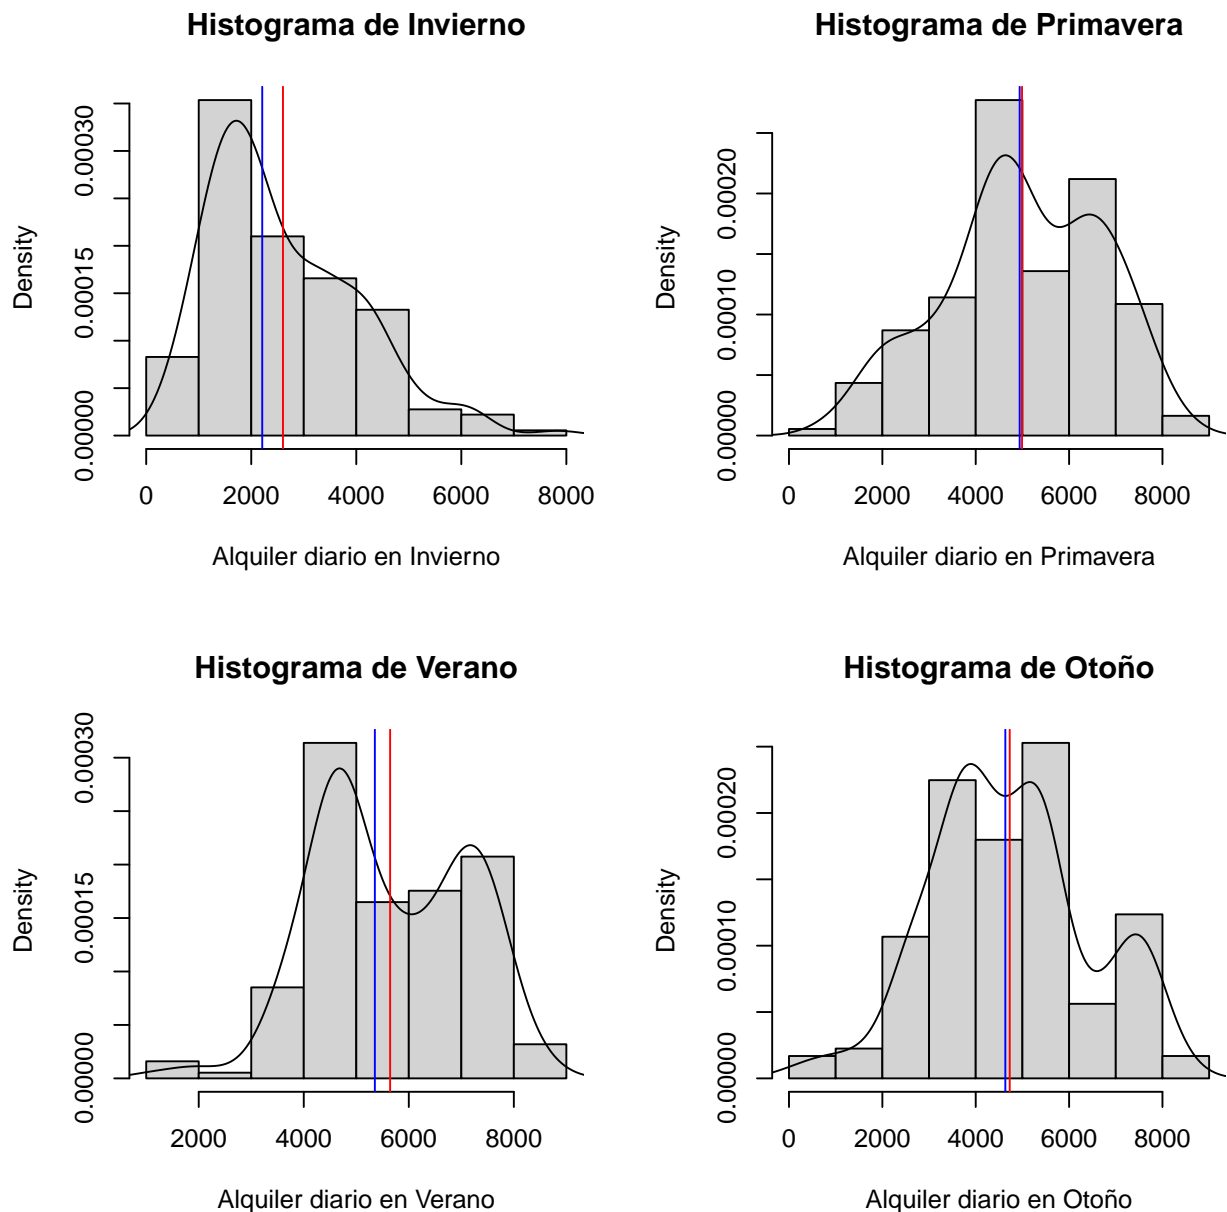 Histograma de Invierno
Density
0.00000
0.00015
0.00030
0 2000 4000 6000 8000
Alquiler diario en Invierno
Histograma de Primavera
Density
0.00000
0.00010
0.00020
0 2000 4000 6000 8000
Alquiler diario en Primavera
Histograma de Verano
Density
0.00000
0.00015
0.00030
2000 4000 6000 8000
Alquiler diario en Verano
Histograma de Otoño
Density
0.00000
0.00010
0.00020
0 2000 4000 6000 8000
Alquiler diario en Otoño